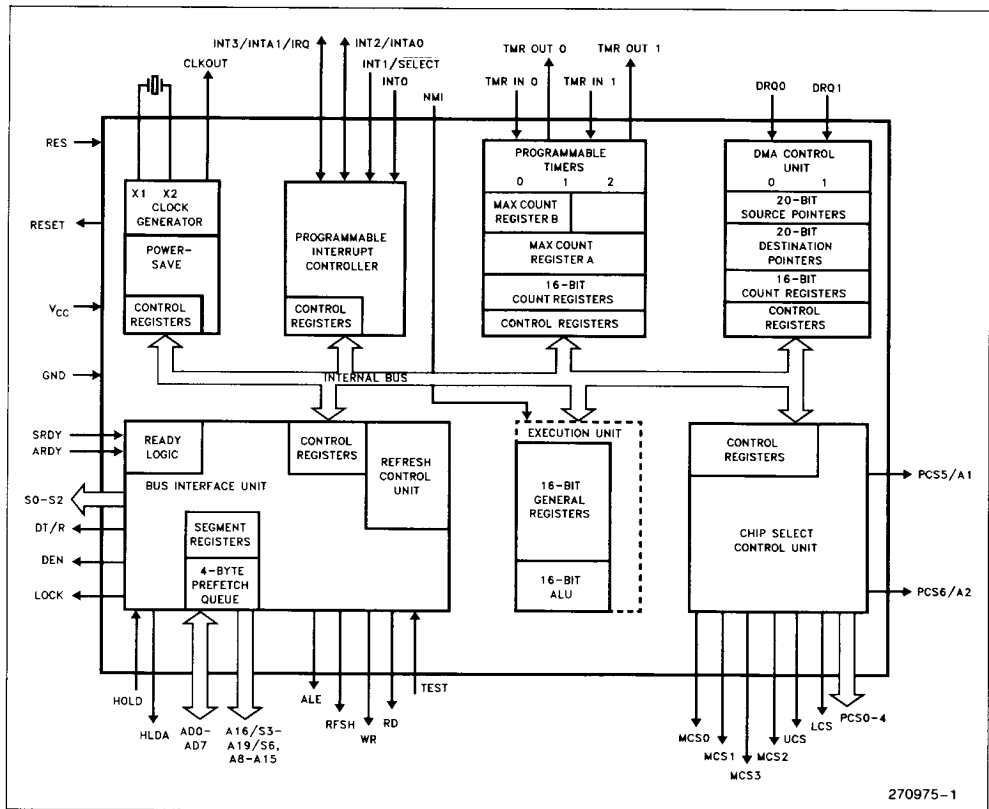 INT3/INTA1/IRQ
INT2/INTA0
TMR OUT 0
TMR OUT 1
CLKOUT
INT1/SELECT
TMR IN 0
TMR IN 1
INT0
NMI
DRQ0
DRQ1
RES
X1 X2
CLOCK
GENERATOR
POWER-
SAVE
CONTROL
REGISTERS
PROGRAMMABLE
INTERRUPT
CONTROLLER
CONTROL
REGISTERS
PROGRAMMABLE
TIMERS
0 1 2
MAX COUNT
REGISTER B
MAX COUNT
REGISTER A
16-BIT
COUNT REGISTERS
CONTROL REGISTERS
DMA CONTROL
UNIT
0 1
20-BIT
SOURCE POINTERS
20-BIT
DESTINATION
POINTERS
16-BIT
COUNT REGISTERS
CONTROL
REGISTERS
RESET
VCC
GND
INTERNAL BUS
SRDY
ARDY
S0-S2
DT/R
DEN
LOCK
READY
LOGIC
CONTROL
REGISTERS
REFRESH
CONTROL
UNIT
BUS INTERFACE UNIT
SEGMENT
REGISTERS
4-BYTE
PREFETCH
QUEUE
EXECUTION UNIT
16-BIT
GENERAL
REGISTERS
16-BIT
ALU
CONTROL
REGISTERS
CHIP SELECT
CONTROL UNIT
PCS5/A1
PCS6/A2
HOLD
HLDA
AD0-
AD7
A16/S3-
A19/S6,
A8-A15
ALE
RFSH
WR
RD
TEST
MCS0
MCS1
MCS3
MCS2
UCS
LCS
PCS0-4
270975-1